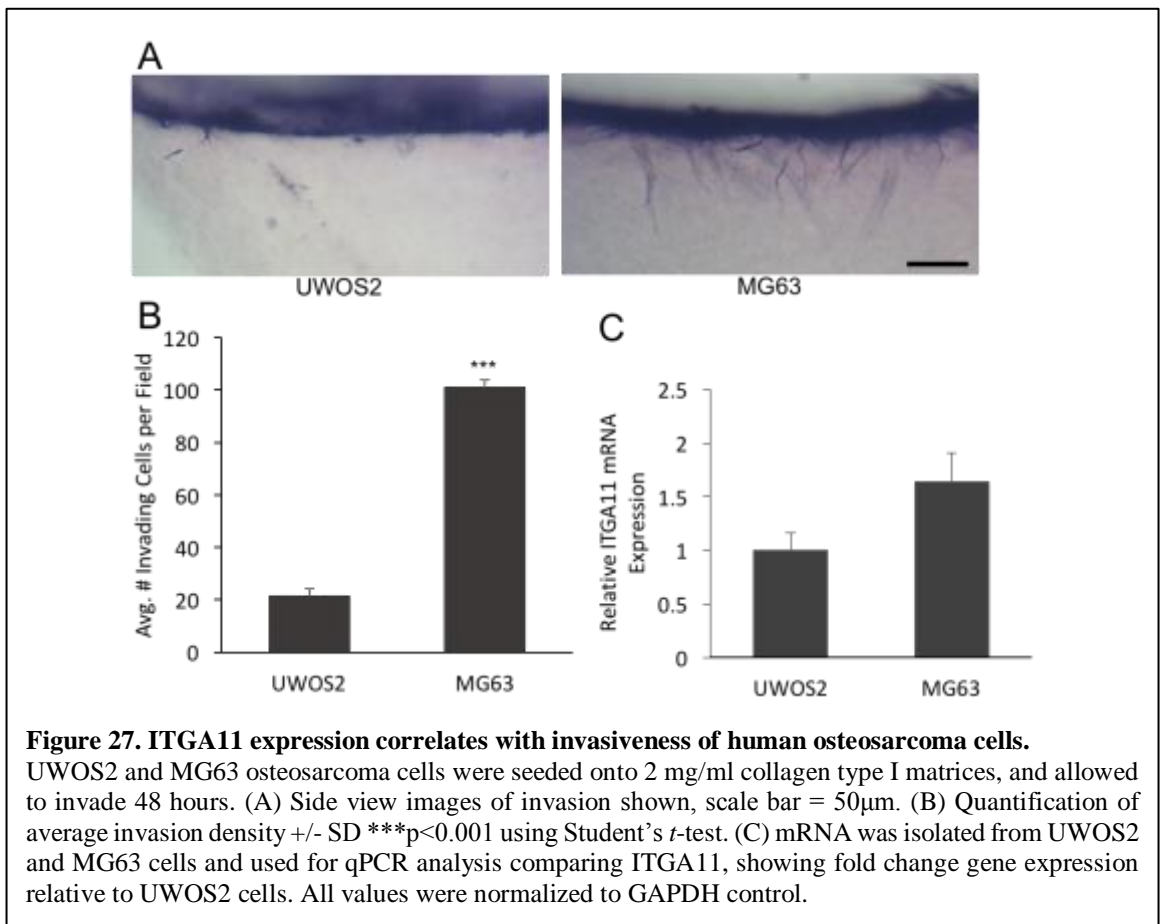 A
UWOS2
MG63
B
Avg. # Invading Cells per Field
120
100
80
60
40
20
0
***
UWOS2
MG63
C
Relative ITGA11 mRNA
Expression
2.5
2
1.5
1
0.5
0
UWOS2
MG63
Figure 27. ITGA11 expression correlates with invasiveness of human osteosarcoma cells.
UWOS2 and MG63 osteosarcoma cells were seeded onto 2 mg/ml collagen type I matrices, and allowed
to invade 48 hours. (A) Side view images of invasion shown, scale bar = 50μm. (B) Quantification of
average invasion density +/- SD ***p<0.001 using Student’s t-test. (C) mRNA was isolated from UWOS2
and MG63 cells and used for qPCR analysis comparing ITGA11, showing fold change gene expression
relative to UWOS2 cells. All values were normalized to GAPDH control.